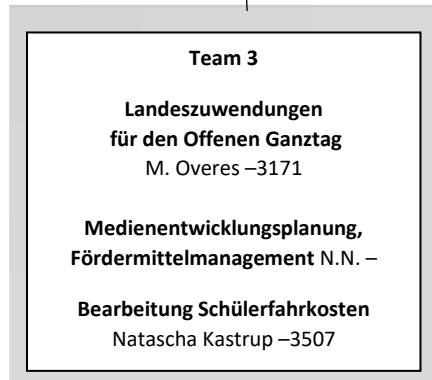 Team 3
Landeszuwendungen
für den Offenen Ganztag
M. Overes –3171
Medienentwicklungsplanung,
Fördermittelmanagement N.N. –
Bearbeitung Schülerfahrkosten
Natascha Kastrup –3507